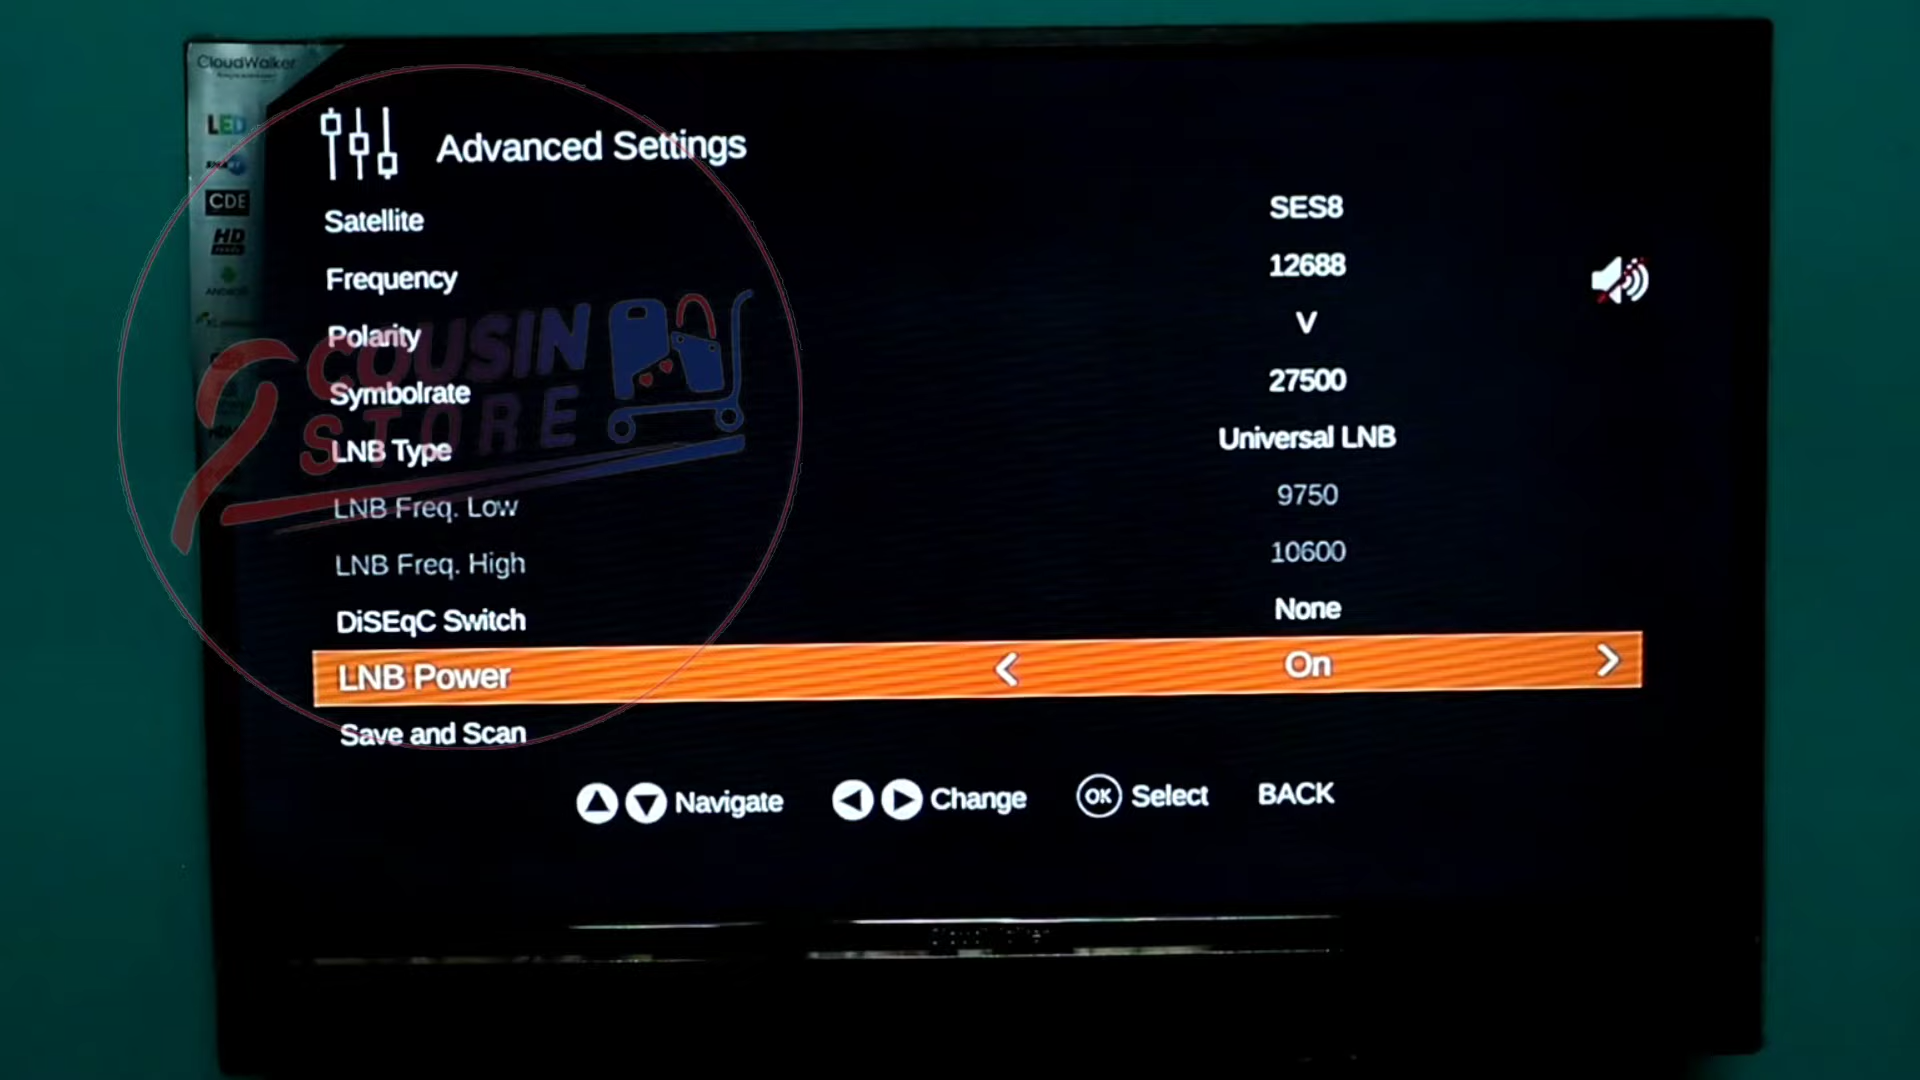 CloudWalker
LED
CDE
HD
Advanced Settings
Satellite SES8
Frequency 12688
Polarity V
Symbolrate 27500
LNB Type Universal LNB
LNB Freq. Low 9750
LNB Freq. High 10600
DiSEqC Switch None
LNB Power < On >
Save and Scan
Navigate Change OK Select BACK
2 COUSIN
STORE